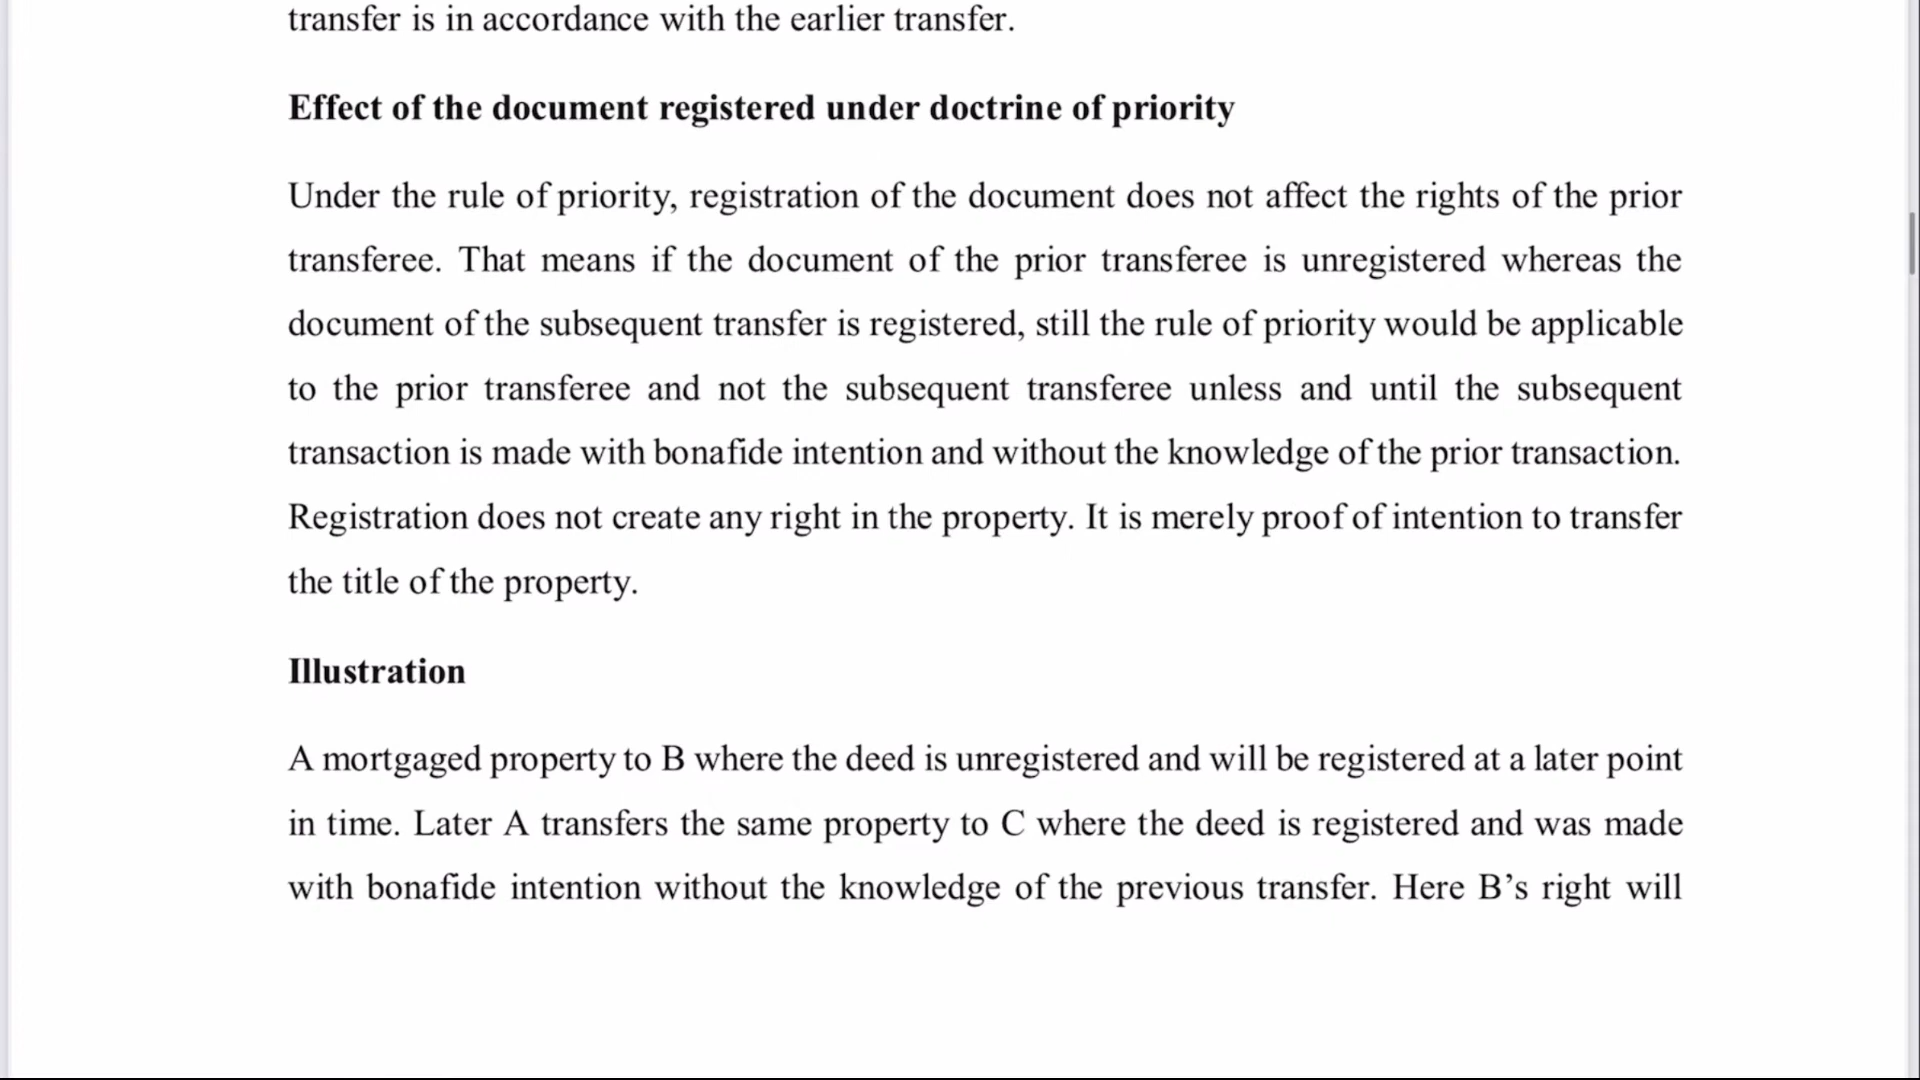 transfer is in accordance with the earlier transfer.
Effect of the document registered under doctrine of priority
Under the rule of priority, registration of the document does not affect the rights of the prior
transferee. That means if the document of the prior transferee is unregistered whereas the
document of the subsequent transfer is registered, still the rule of priority would be applicable
to the prior transferee and not the subsequent transferee unless and until the subsequent
transaction is made with bonafide intention and without the knowledge of the prior transaction.
Registration does not create any right in the property. It is merely proof of intention to transfer
the title of the property.
Illustration
A mortgaged property to B where the deed is unregistered and will be registered at a later point
in time. Later A transfers the same property to C where the deed is registered and was made
with bonafide intention without the knowledge of the previous transfer. Here B’s right will